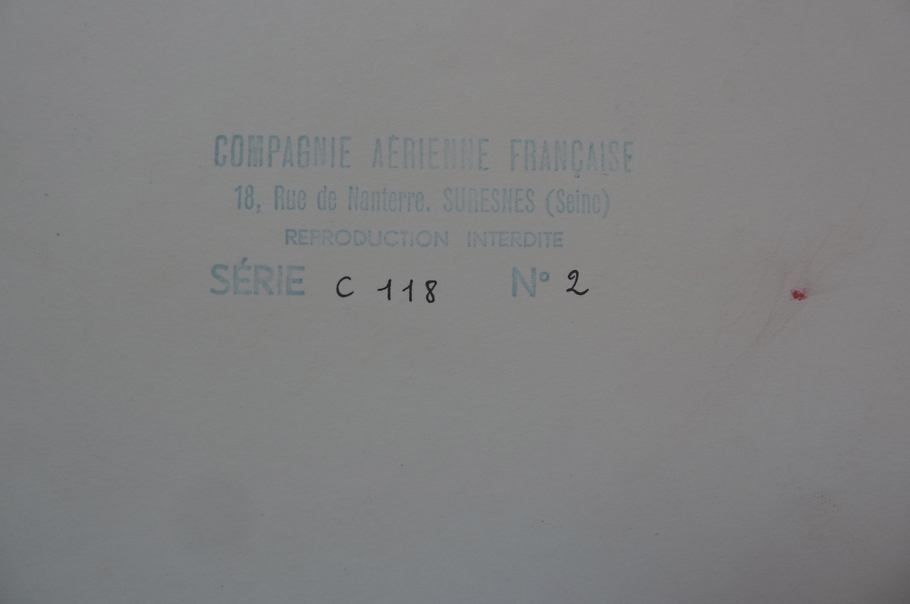 COMPAGNIE AÉRIENNE FRANÇAISE
18, Rue de Nanterre. SURESNES (Seine)
REPRODUCTION INTERDITE
SÉRIE C 118 N° 2